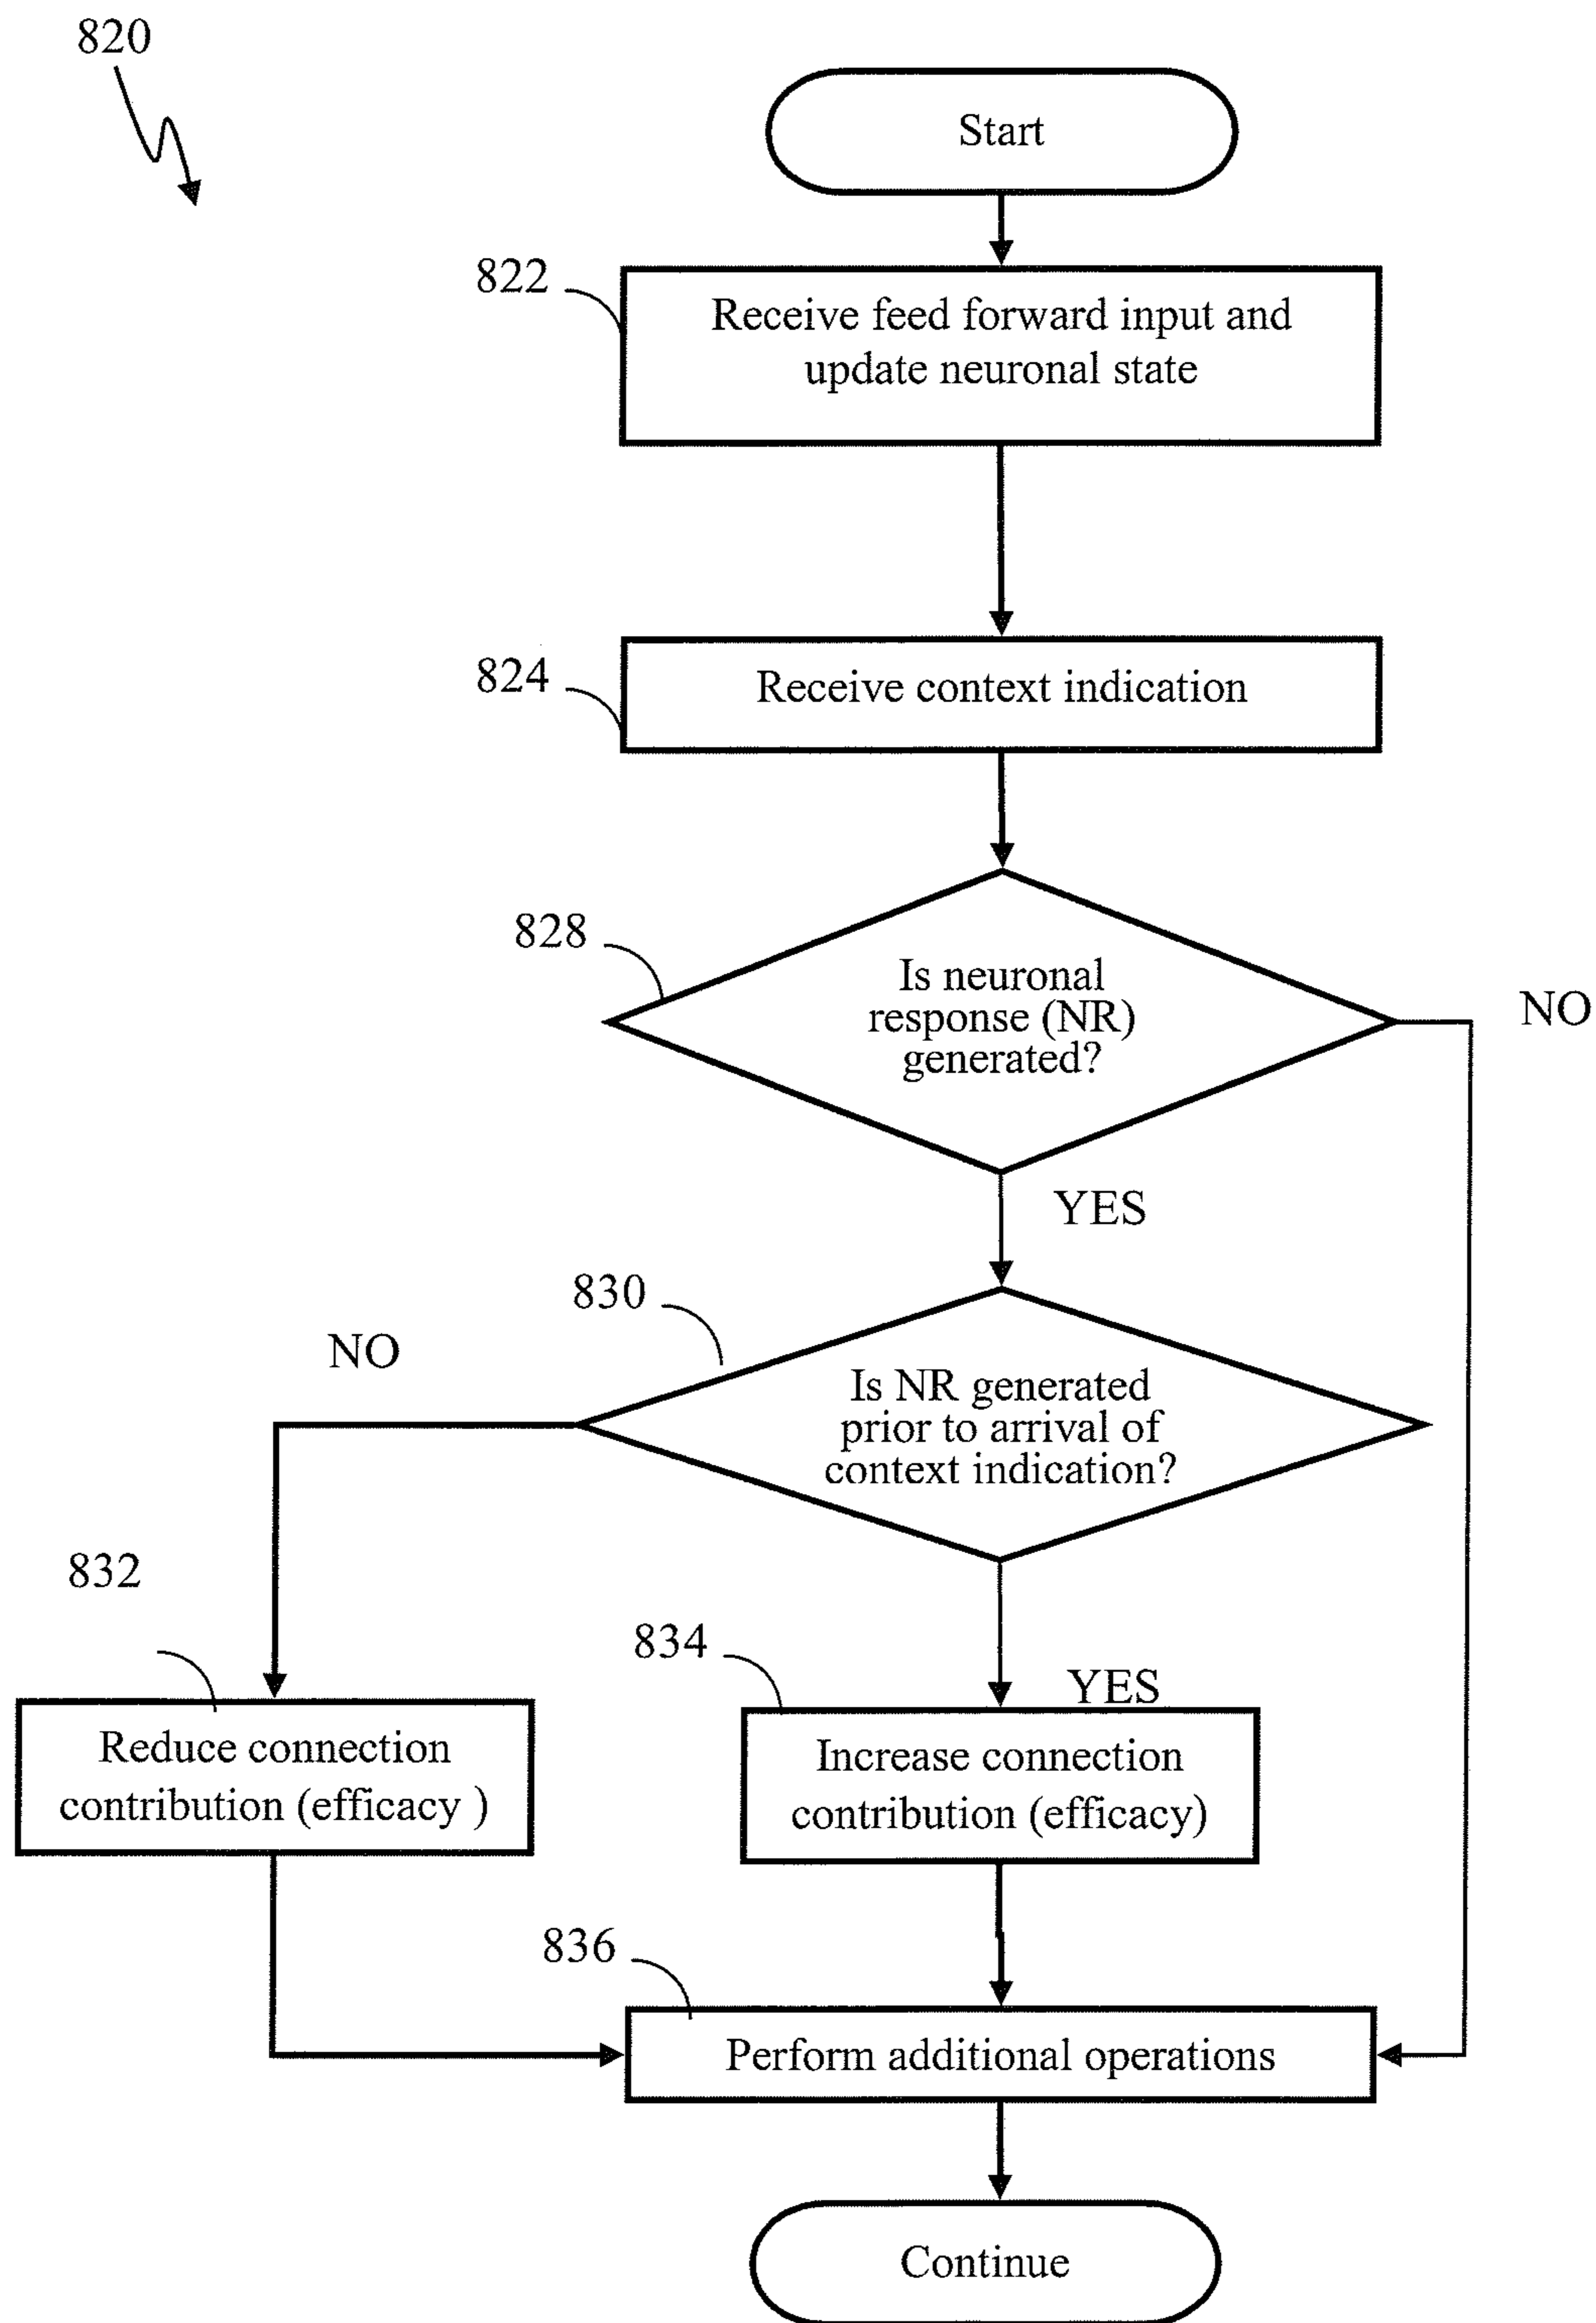 820
Start
822
Receive feed forward input and
update neuronal state
824
Receive context indication
828
Is neuronal
response (NR)
generated?
NO
YES
830
NO
Is NR generated
prior to arrival of
context indication?
832
834
YES
Reduce connection
contribution (efficacy )
Increase connection
contribution (efficacy)
836
Perform additional operations
Continue